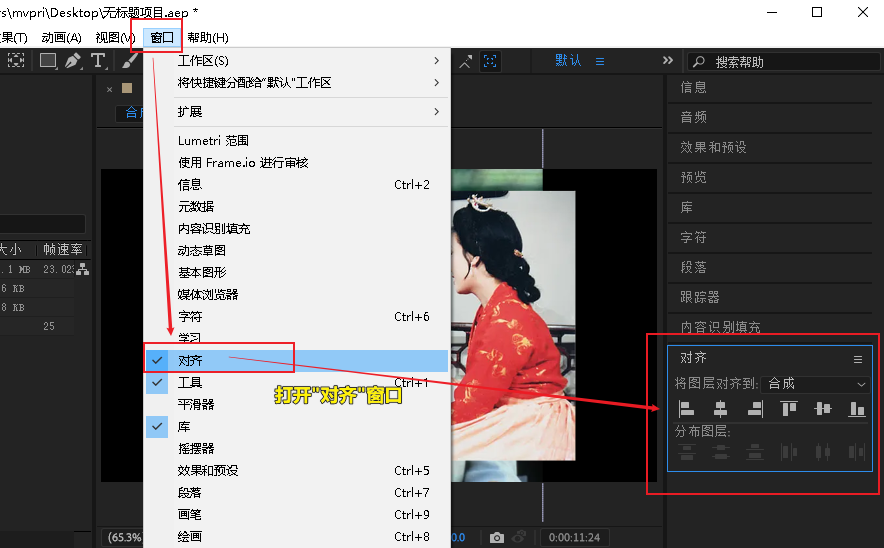 s\mvpri\Desktop\无标题项目.aep *
效果(T) 动画(A) 视图(V) 窗口 帮助(H)
默认
搜索帮助
工作区(S)
将快捷键分配给“默认”工作区
扩展
Lumetri 范围
使用 Frame.io 进行审核
信息 Ctrl+2
元数据
内容识别填充
动态草图
基本图形
媒体浏览器
字符 Ctrl+6
学习
对齐
工具 Ctrl+1
平滑器
库
摇摆器
效果和预设 Ctrl+5
段落 Ctrl+7
画笔 Ctrl+9
绘画 Ctrl+8
打开"对齐"窗口
合
大小 帧速率
.1 MB 23.02
6 KB
8 KB
25
(65.3%
0.0
0:00:11:24
信息
音频
效果和预设
预览
库
字符
段落
跟踪器
内容识别填充
对齐
将图层对齐到: 合成
分布图层: